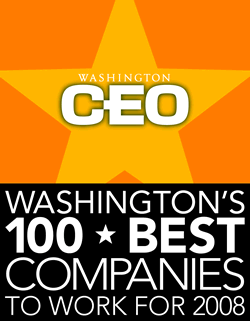 WASHINGTON
CEO
WASHINGTON'S
100 ★ BEST
COMPANIES
TO WORK FOR 2008